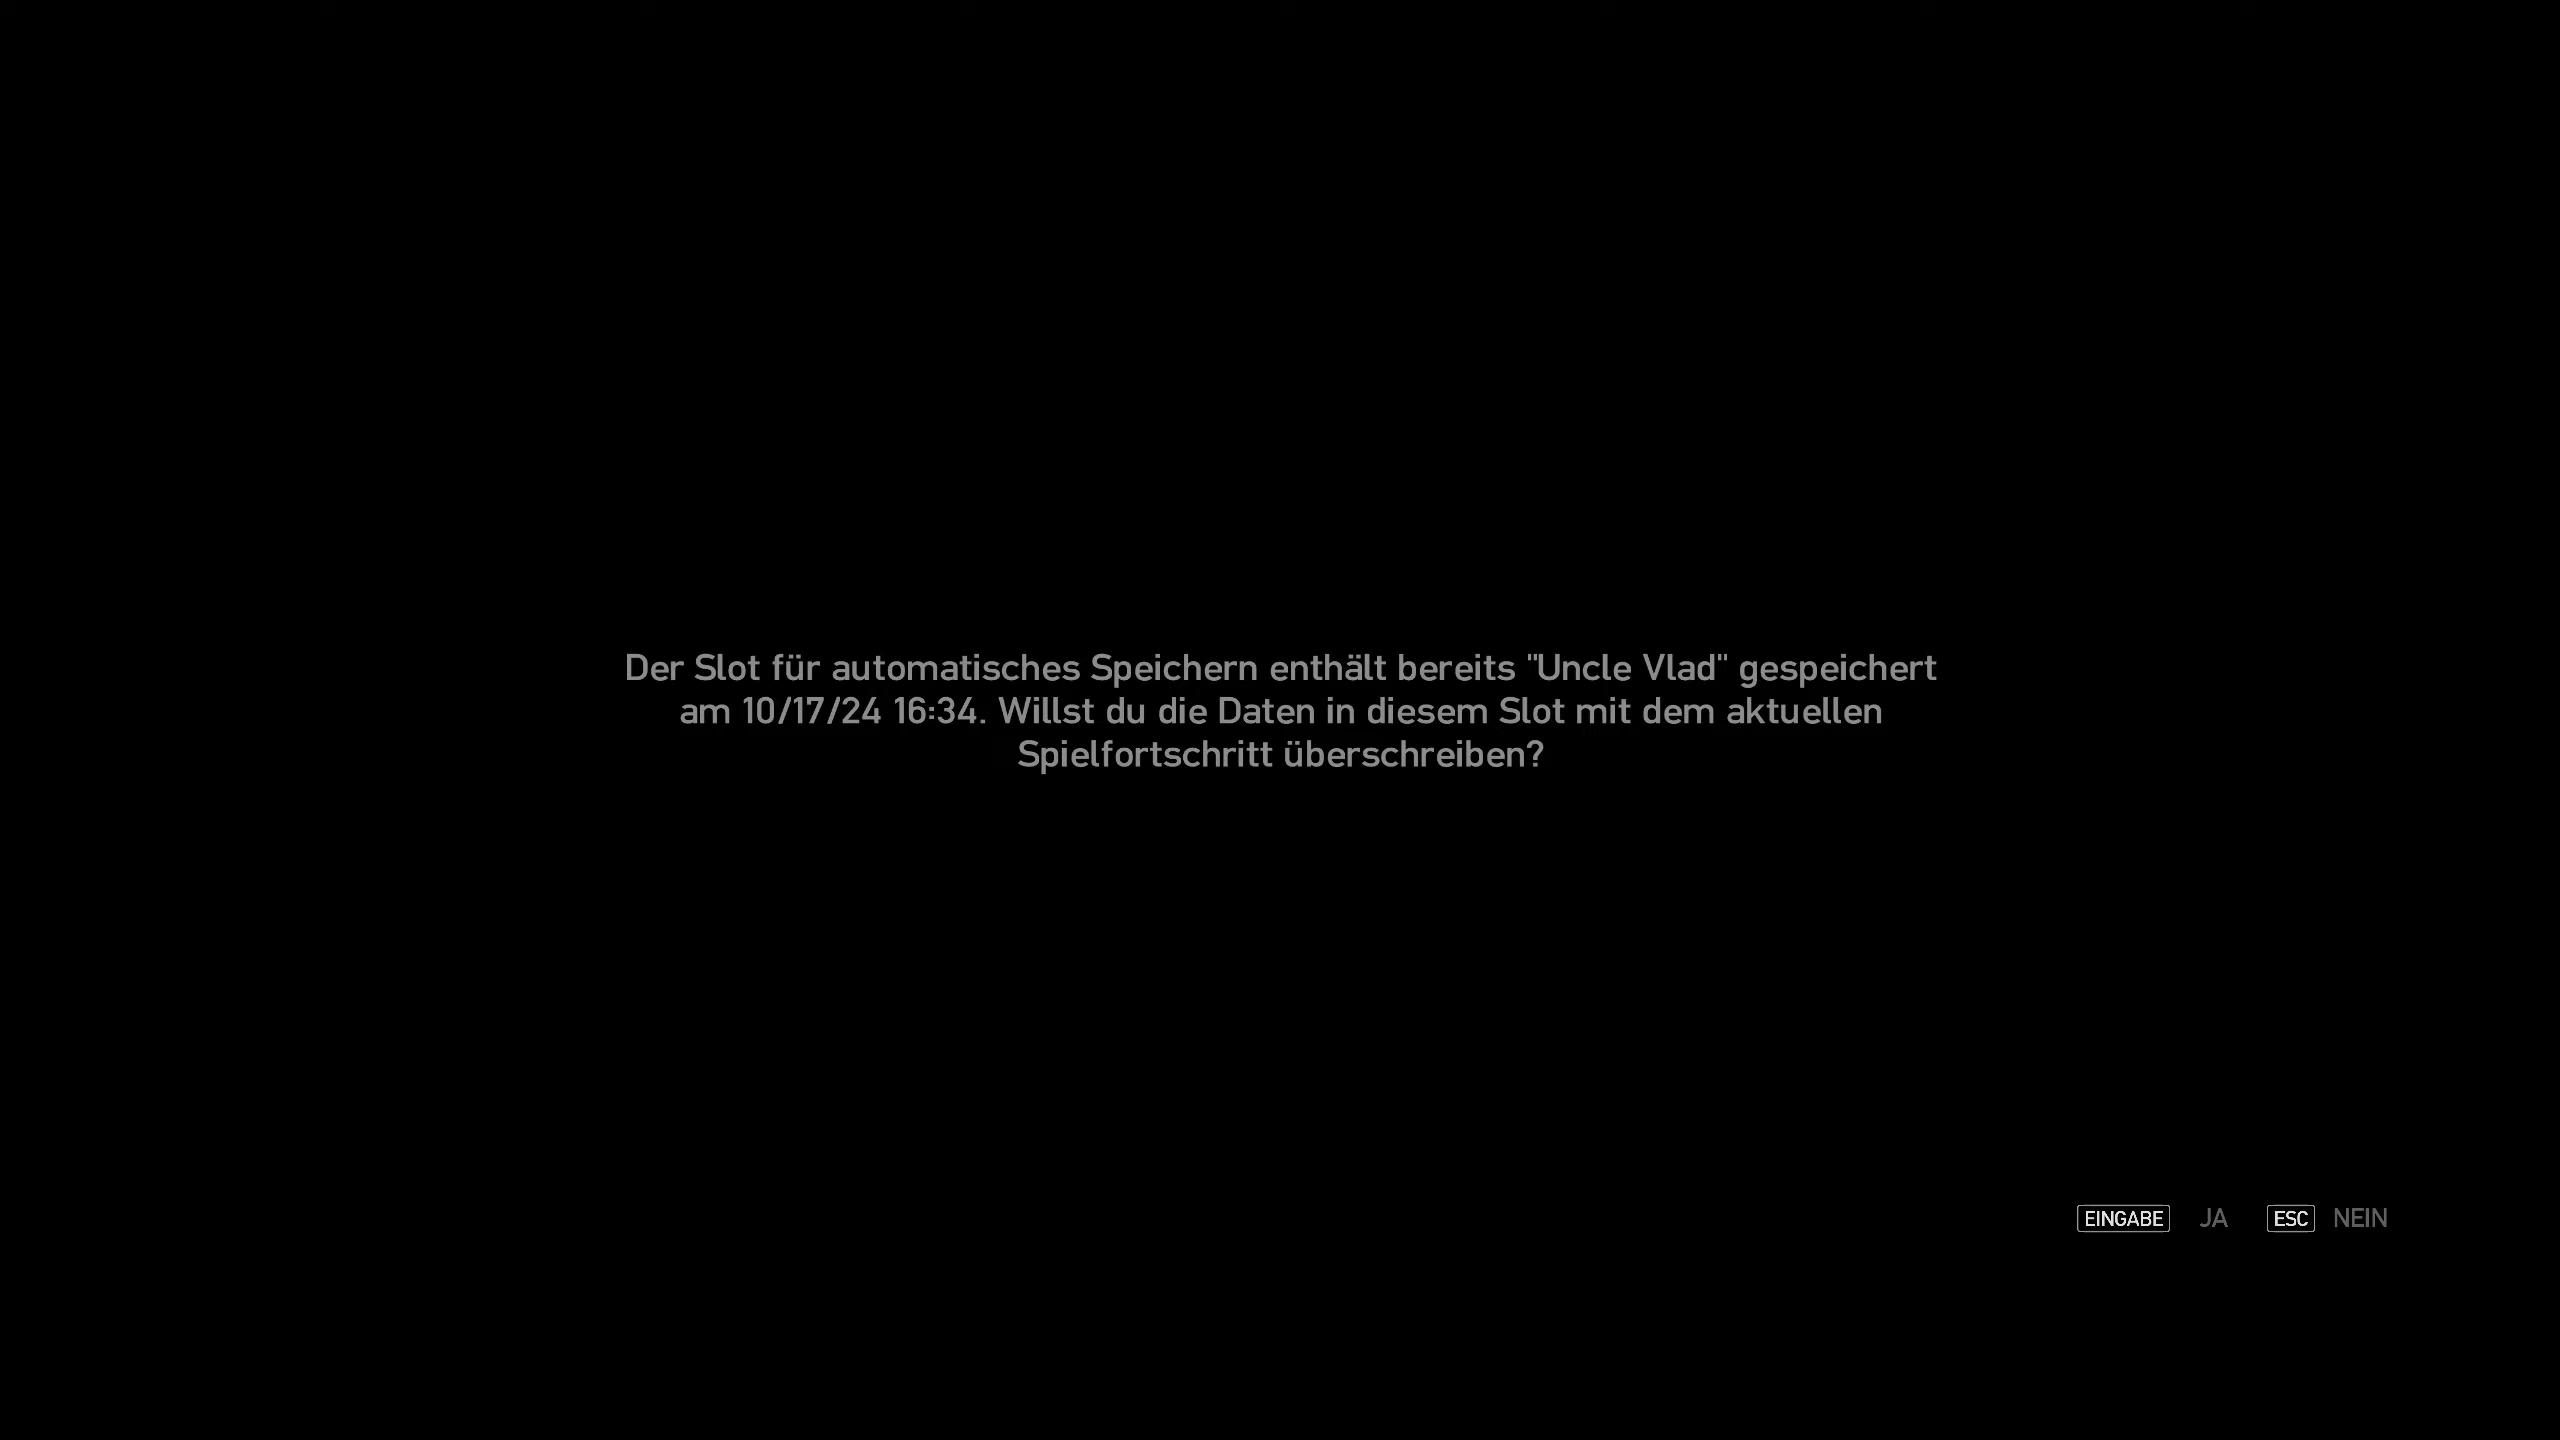 Der Slot für automatisches Speichern enthält bereits "Uncle Vlad" gespeichert
am 10/17/24 16:34. Willst du die Daten in diesem Slot mit dem aktuellen
Spielfortschritt überschreiben?
EINGABE JA ESC NEIN